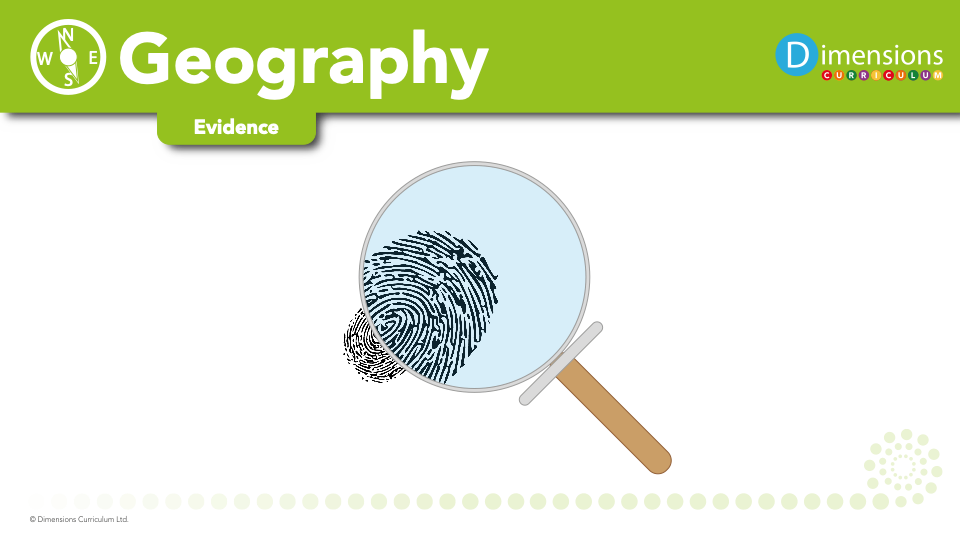 N
W E
S
Geography
Dimensions
CURRICULUM
Evidence
© Dimensions Curriculum Ltd.